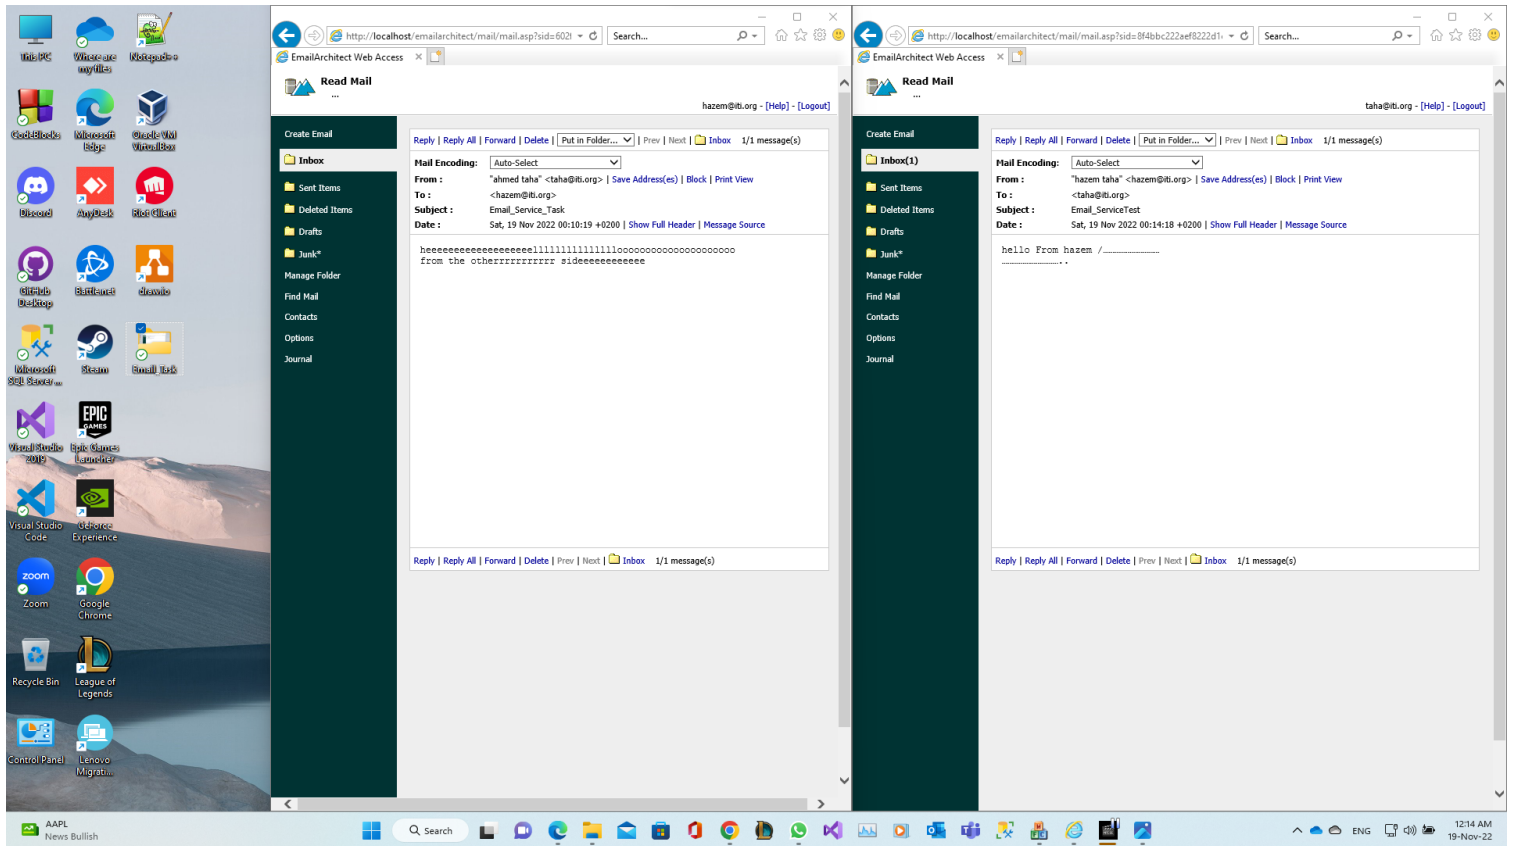 This PC
Where are my files
Notepad++
CodeBlocks
Microsoft Edge
Oracle VM VirtualBox
Discord
AnyDesk
Riot Client
GitHub Desktop
Battle.net
draw.io
Microsoft SQL Server ...
Steam
Email_Task
Visual Studio 2019
EPIC GAMES
Epic Games Launcher
Visual Studio Code
GeForce Experience
zoom
Zoom
Google Chrome
Recycle Bin
League of Legends
Control Panel
Lenovo Migrati...
http://localhost/emailarchitect/mail/mail.asp?sid=602f
Search...
EmailArchitect Web Access
Read Mail
...
hazem@iti.org - [Help] - [Logout]
Create Email
Inbox
Sent Items
Deleted Items
Drafts
Junk*
Manage Folder
Find Mail
Contacts
Options
Journal
Reply | Reply All | Forward | Delete | Put in Folder... | Prev | Next | Inbox 1/1 message(s)
Mail Encoding: Auto-Select
From : "ahmed taha" <taha@iti.org> | Save Address(es) | Block | Print View
To : <hazem@iti.org>
Subject : Email_Service_Task
Date : Sat, 19 Nov 2022 00:10:19 +0200 | Show Full Header | Message Source
heeeeeeeeeeeeeeeeeeellllllllllllllloooooooooooooooooooooo
from the otherrrrrrrrrrr sideeeeeeeeeeee
Reply | Reply All | Forward | Delete | Prev | Next | Inbox 1/1 message(s)
http://localhost/emailarchitect/mail/mail.asp?sid=8f4bbc222aef8222d1
Search...
EmailArchitect Web Access
Read Mail
...
taha@iti.org - [Help] - [Logout]
Create Email
Inbox(1)
Sent Items
Deleted Items
Drafts
Junk*
Manage Folder
Find Mail
Contacts
Options
Journal
Reply | Reply All | Forward | Delete | Put in Folder... | Prev | Next | Inbox 1/1 message(s)
Mail Encoding: Auto-Select
From : "hazem taha" <hazem@iti.org> | Save Address(es) | Block | Print View
To : <taha@iti.org>
Subject : Email_ServiceTest
Date : Sat, 19 Nov 2022 00:14:18 +0200 | Show Full Header | Message Source
hello From hazem /……………………………
……………………………..
Reply | Reply All | Forward | Delete | Prev | Next | Inbox 1/1 message(s)
AAPL
News Bullish
Search
ENG
12:14 AM
19-Nov-22